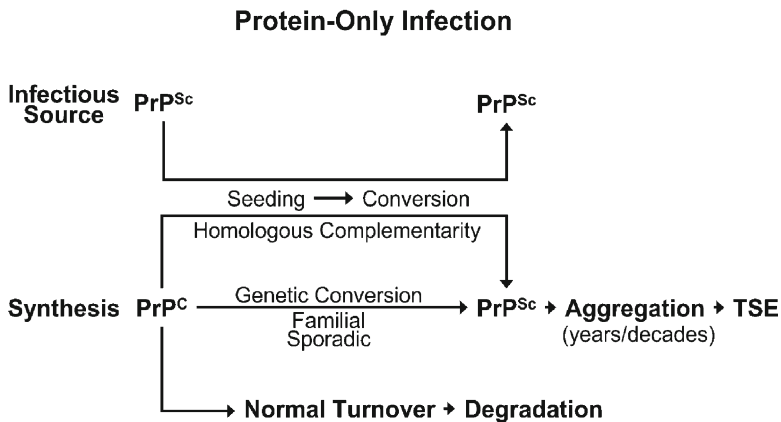 Protein-Only Infection
Infectious
Source
PrPSc
PrPSc
Seeding → Conversion
Homologous Complementarity
Synthesis PrPC
Genetic Conversion
Familial
Sporadic
PrPSc → Aggregation → TSE
(years/decades)
Normal Turnover → Degradation